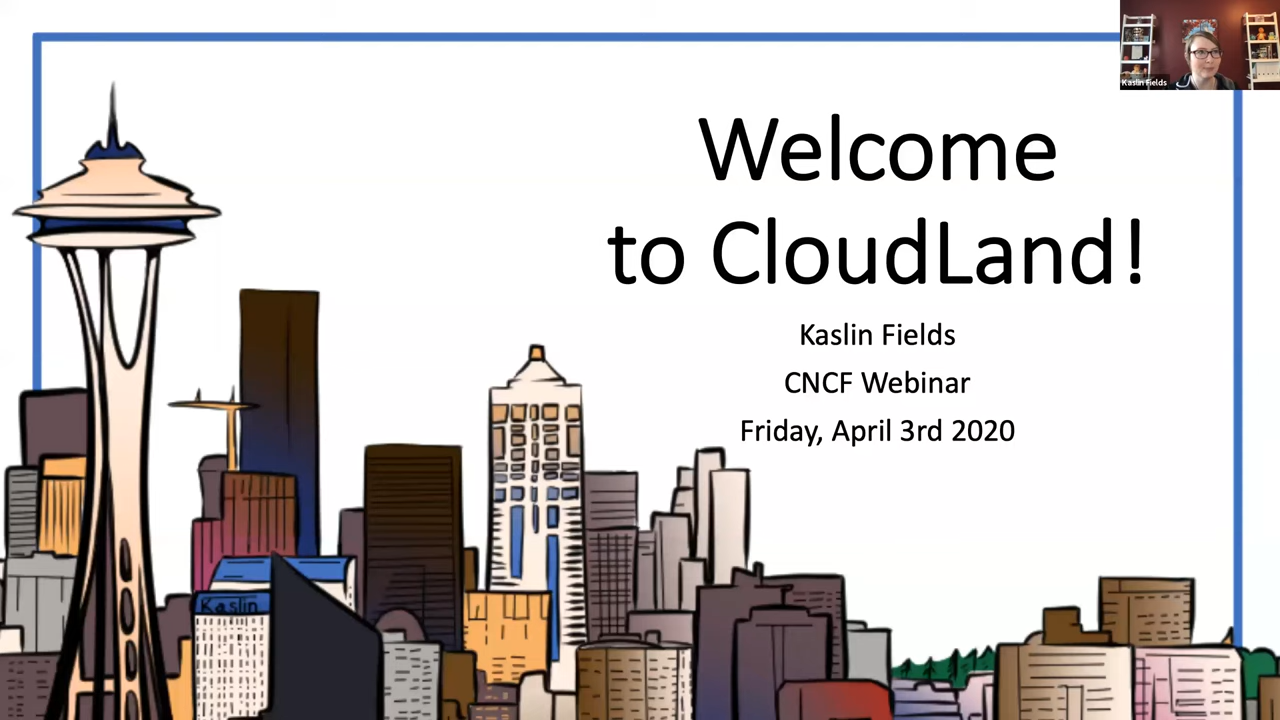 Welcome
to CloudLand!
Kaslin Fields
CNCF Webinar
Friday, April 3rd 2020
Kaslin Fields
Kaslin